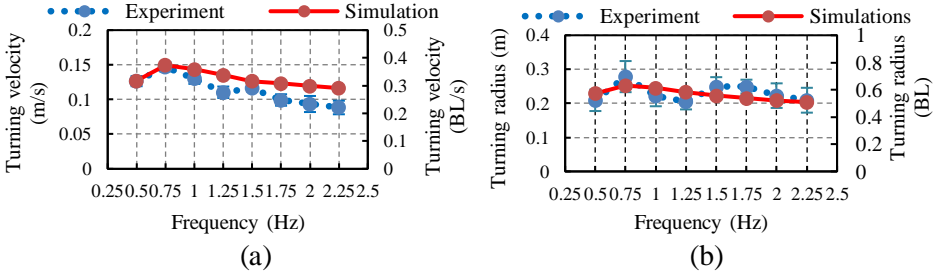 Experiment Simulation
Turning velocity (m/s)
0.2
0.15
0.1
0.05
0
0.5
0.4
0.3
0.2
0.1
0
Turning velocity (BL/s)
0.25 0.5 0.75 1 1.25 1.5 1.75 2 2.25 2.5
Frequency (Hz)
(a)
Experiment Simulations
Turning radius (m)
0.4
0.3
0.2
0.1
0
1
0.8
0.6
0.4
0.2
0
Turning radius (BL)
0.25 0.5 0.75 1 1.25 1.5 1.75 2 2.25 2.5
Frequency (Hz)
(b)